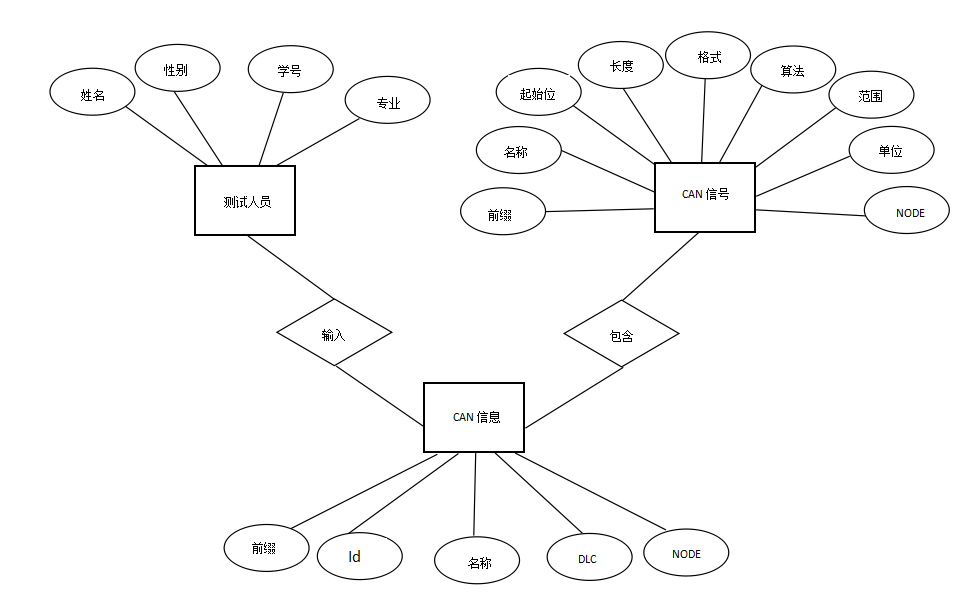 姓名
性别
学号
专业
测试人员
起始位
长度
格式
算法
范围
名称
单位
前缀
NODE
CAN 信号
输入
包含
CAN 信息
前缀
Id
名称
DLC
NODE